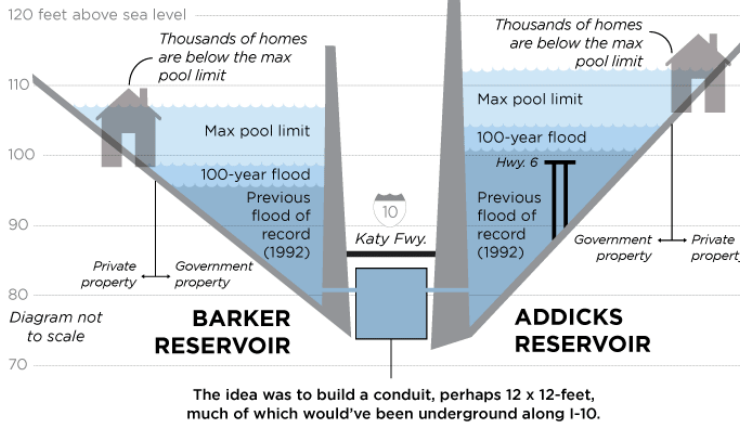 120 feet above sea level
Thousands of homes
are below the max
pool limit
Thousands of homes
are below the max
pool limit
110
Max pool limit
Max pool limit
100-year flood
100
Hwy. 6
100-year flood
Previous
flood of
record
(1992)
Previous
flood of
record
(1992)
10
90
Katy Fwy.
Private
property
Government
property
Government
property
Private
property
80
Diagram not
to scale
BARKER
RESERVOIR
ADDICKS
RESERVOIR
70
The idea was to build a conduit, perhaps 12 x 12-feet,
much of which would've been underground along I-10.